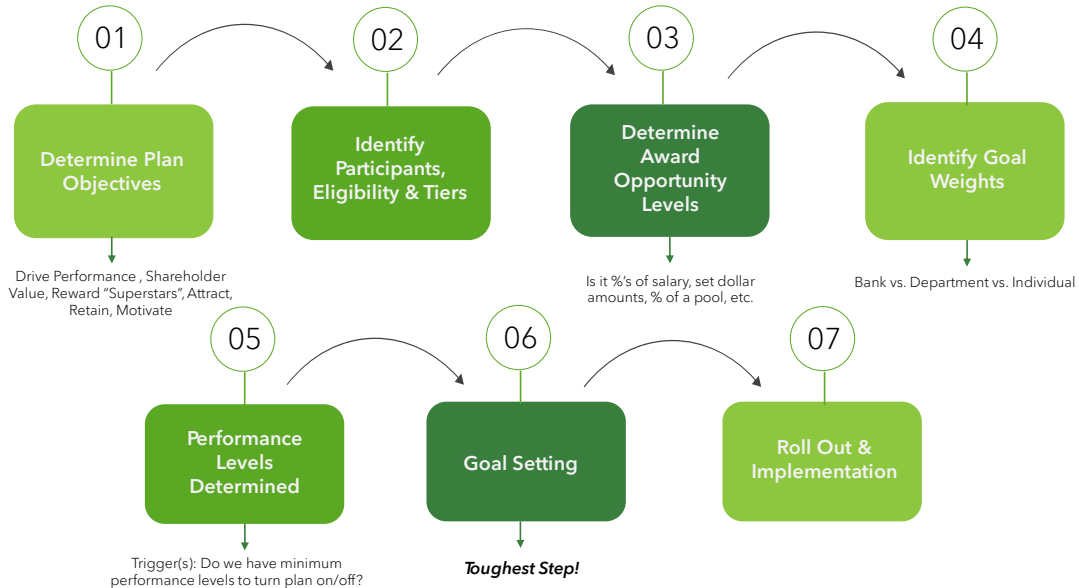 01
02
03
04
Determine Plan
Objectives
Identify
Participants,
Eligibility & Tiers
Determine
Award
Opportunity
Levels
Identify Goal
Weights
Drive Performance , Shareholder
Value, Reward “Superstars”, Attract,
Retain, Motivate
Is it %'s of salary, set dollar
amounts, % of a pool, etc.
Bank vs. Department vs. Individual
05
06
07
Performance
Levels
Determined
Goal Setting
Roll Out &
Implementation
Trigger(s): Do we have minimum
performance levels to turn plan on/off?
Toughest Step!